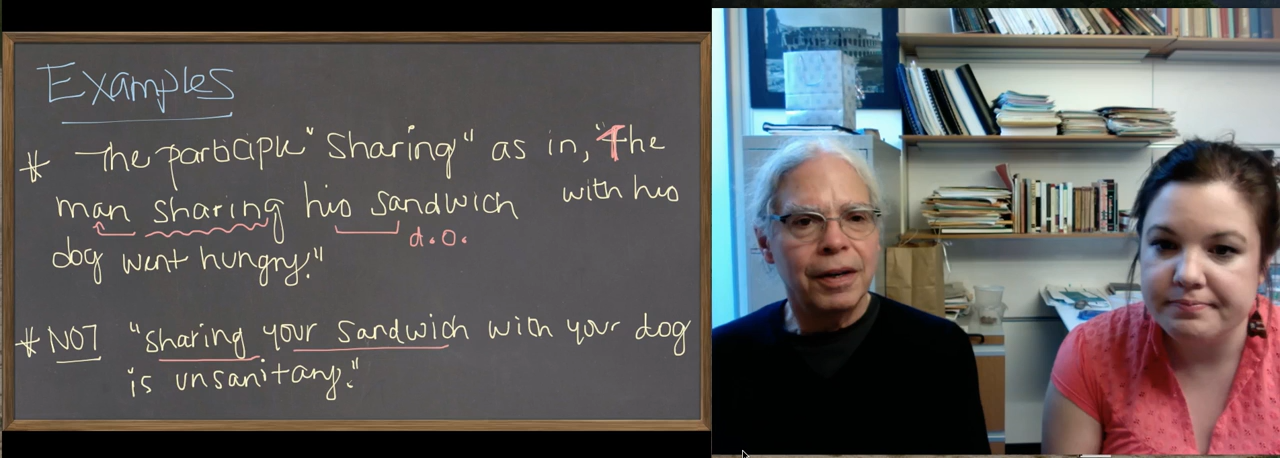 Examples
* The participle "Sharing" as in, "The
man sharing his sandwich with his
d.o.
dog went hungry."
* NOT "Sharing your sandwich with your dog
is unsanitary."